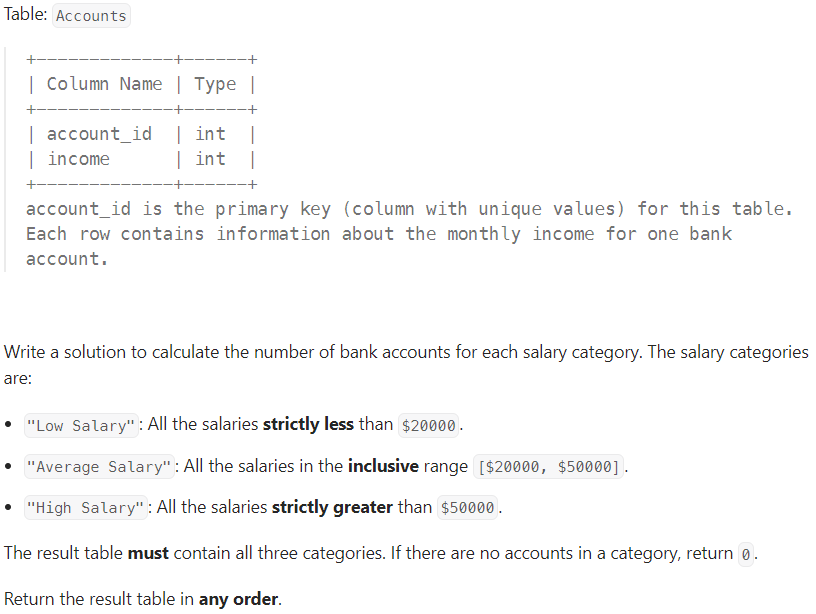 Table: Accounts
+-------------+------+
| Column Name | Type |
+-------------+------+
| account_id  | int  |
| income      | int  |
+-------------+------+
account_id is the primary key (column with unique values) for this table.
Each row contains information about the monthly income for one bank
account.
Write a solution to calculate the number of bank accounts for each salary category. The salary categories
are:
• "Low Salary": All the salaries strictly less than $20000.
• "Average Salary": All the salaries in the inclusive range [$20000, $50000].
• "High Salary": All the salaries strictly greater than $50000.
The result table must contain all three categories. If there are no accounts in a category, return 0.
Return the result table in any order.